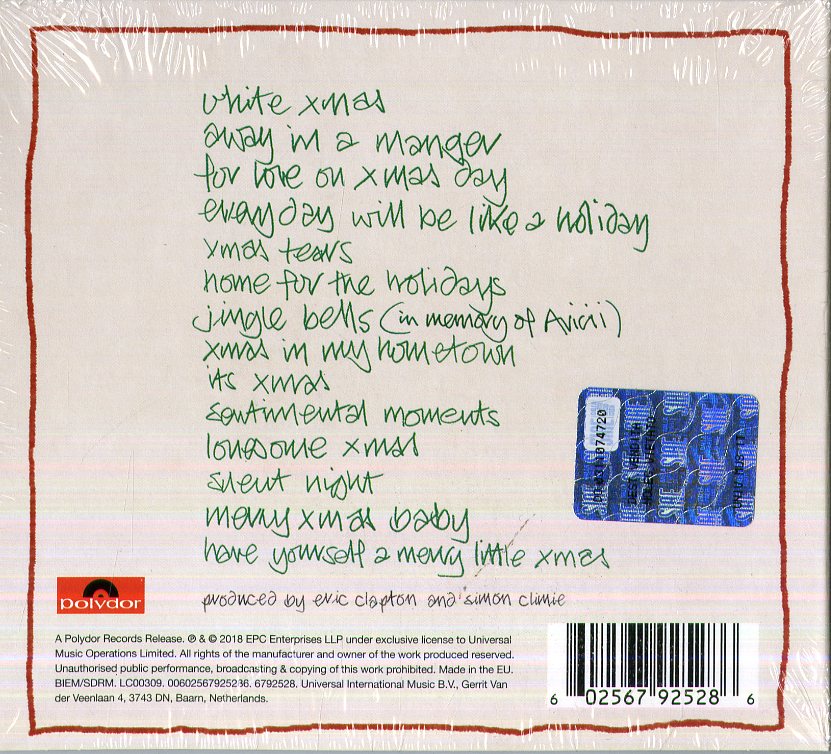 white xmas
away in a manger
for love on xmas day
everyday will be like a holiday
xmas tears
home for the holidays
jingle bells (in memory of Avicii)
xmas in my hometown
its xmas
sentimental moments
lonesome xmas
silent night
merry xmas baby
have yourself a merry little xmas
produced by eric clapton and simon climie
polydor
A Polydor Records Release. ℗ & © 2018 EPC Enterprises LLP under exclusive license to Universal
Music Operations Limited. All rights of the manufacturer and owner of the work produced reserved.
Unauthorised public performance, broadcasting & copying of this work prohibited. Made in the EU.
BIEM/SDRM. LC00309. 00602567925286. 6792528. Universal International Music B.V., Gerrit Van
der Veenlaan 4, 3743 DN, Baarn, Netherlands.
6 02567 92528 6